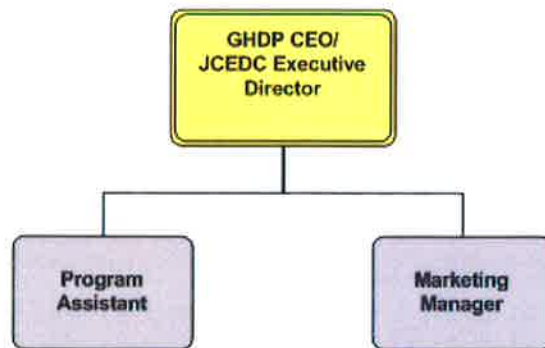 GHDP CEO/
JCEDC Executive
Director
Program
Assistant
Marketing
Manager